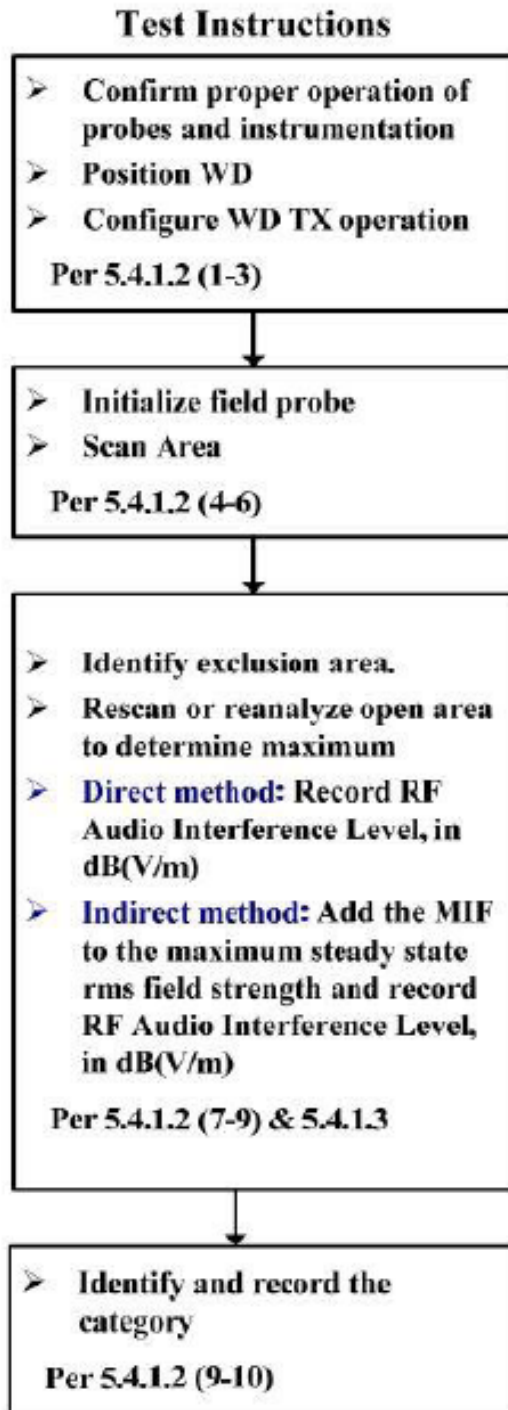 Test Instructions
➢ Confirm proper operation of
probes and instrumentation
➢ Position WD
➢ Configure WD TX operation
Per 5.4.1.2 (1-3)
➢ Initialize field probe
➢ Scan Area
Per 5.4.1.2 (4-6)
➢ Identify exclusion area.
➢ Rescan or reanalyze open area
to determine maximum
➢ Direct method: Record RF
Audio Interference Level, in
dB(V/m)
➢ Indirect method: Add the MIF
to the maximum steady state
rms field strength and record
RF Audio Interference Level,
in dB(V/m)
Per 5.4.1.2 (7-9) & 5.4.1.3
➢ Identify and record the
category
Per 5.4.1.2 (9-10)